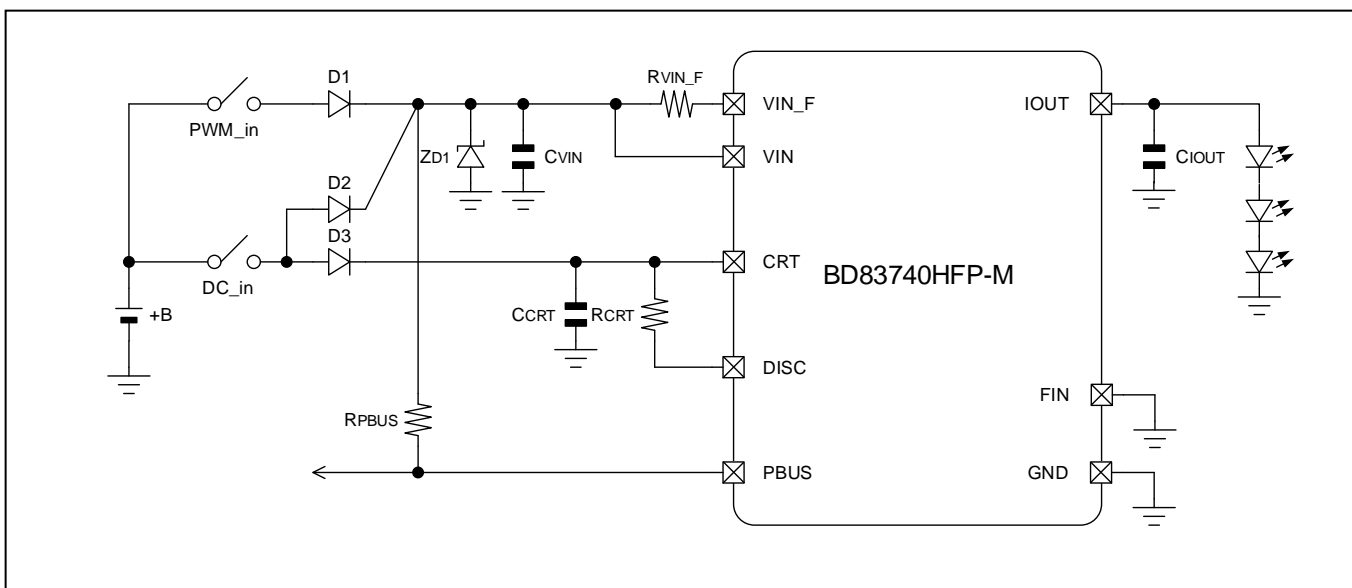 D1
RVIN_F
VIN_F
IOUT
PWM_in
ZD1
CVIN
VIN
CIOUT
D2
D3
DC_in
CRT
BD83740HFP-M
+B
CCRT
RCRT
DISC
RPBUS
FIN
PBUS
GND